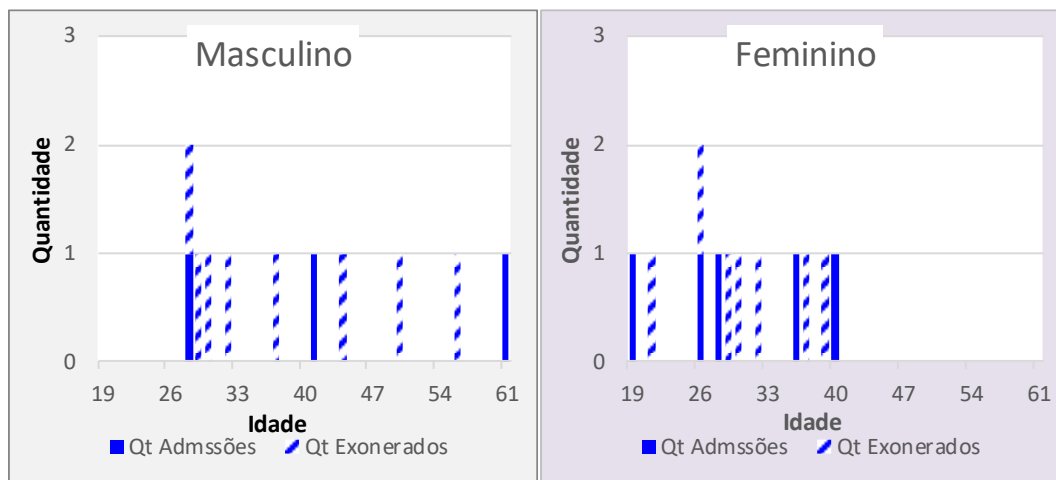 Masculino
3
2
1
0
Quantidade
19 26 33 40 47 54 61
Idade
Qt Admssões Qt Exonerados
Feminino
3
2
1
0
Quantidade
19 26 33 40 47 54 61
Idade
Qt Admssões Qt Exonerados